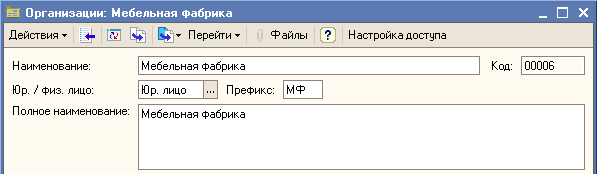 Организации: Мебельная фабрика
Действия Перейти Файлы ? Настройка доступа
Наименование: Мебельная фабрика Код: 00006
Юр. / физ. лицо: Юр. лицо ... Префикс: МФ
Полное наименование: Мебельная фабрика